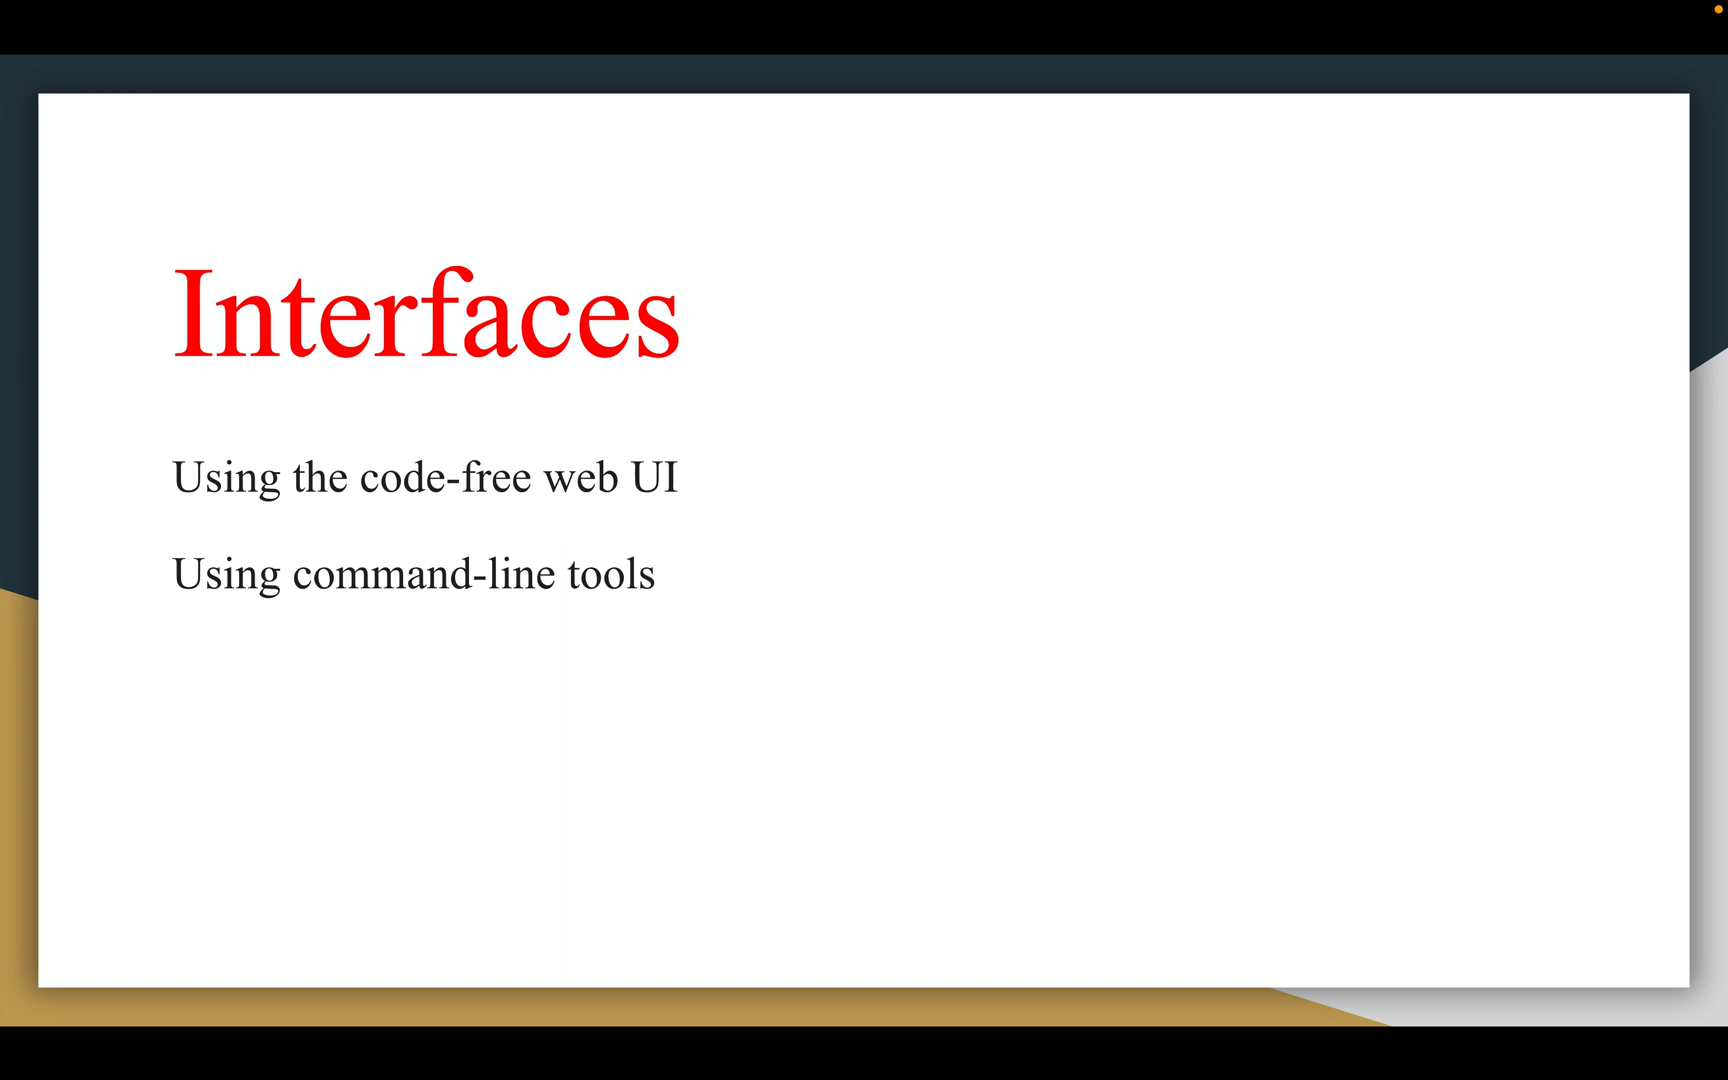 Interfaces
Using the code-free web UI
Using command-line tools